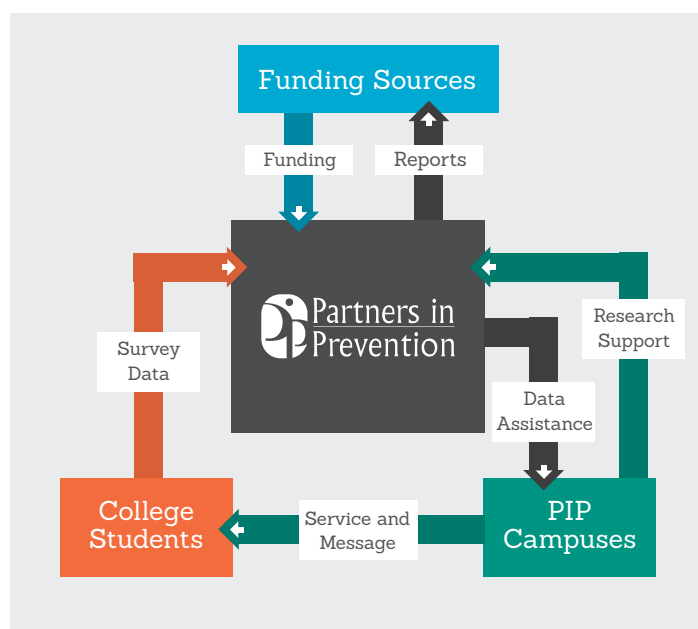 Funding Sources
Funding
Reports
Partners in
Prevention
Survey
Data
Research
Support
Data
Assistance
College
Students
Service and
Message
PIP
Campuses